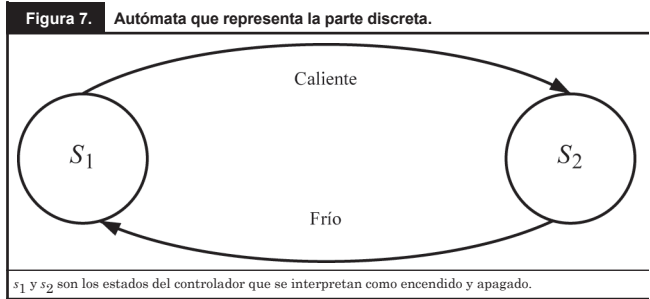 Figura 7. Autómata que representa la parte discreta.
Caliente
S1 S2
Frío
s1 y s2 son los estados del controlador que se interpretan como encendido y apagado.